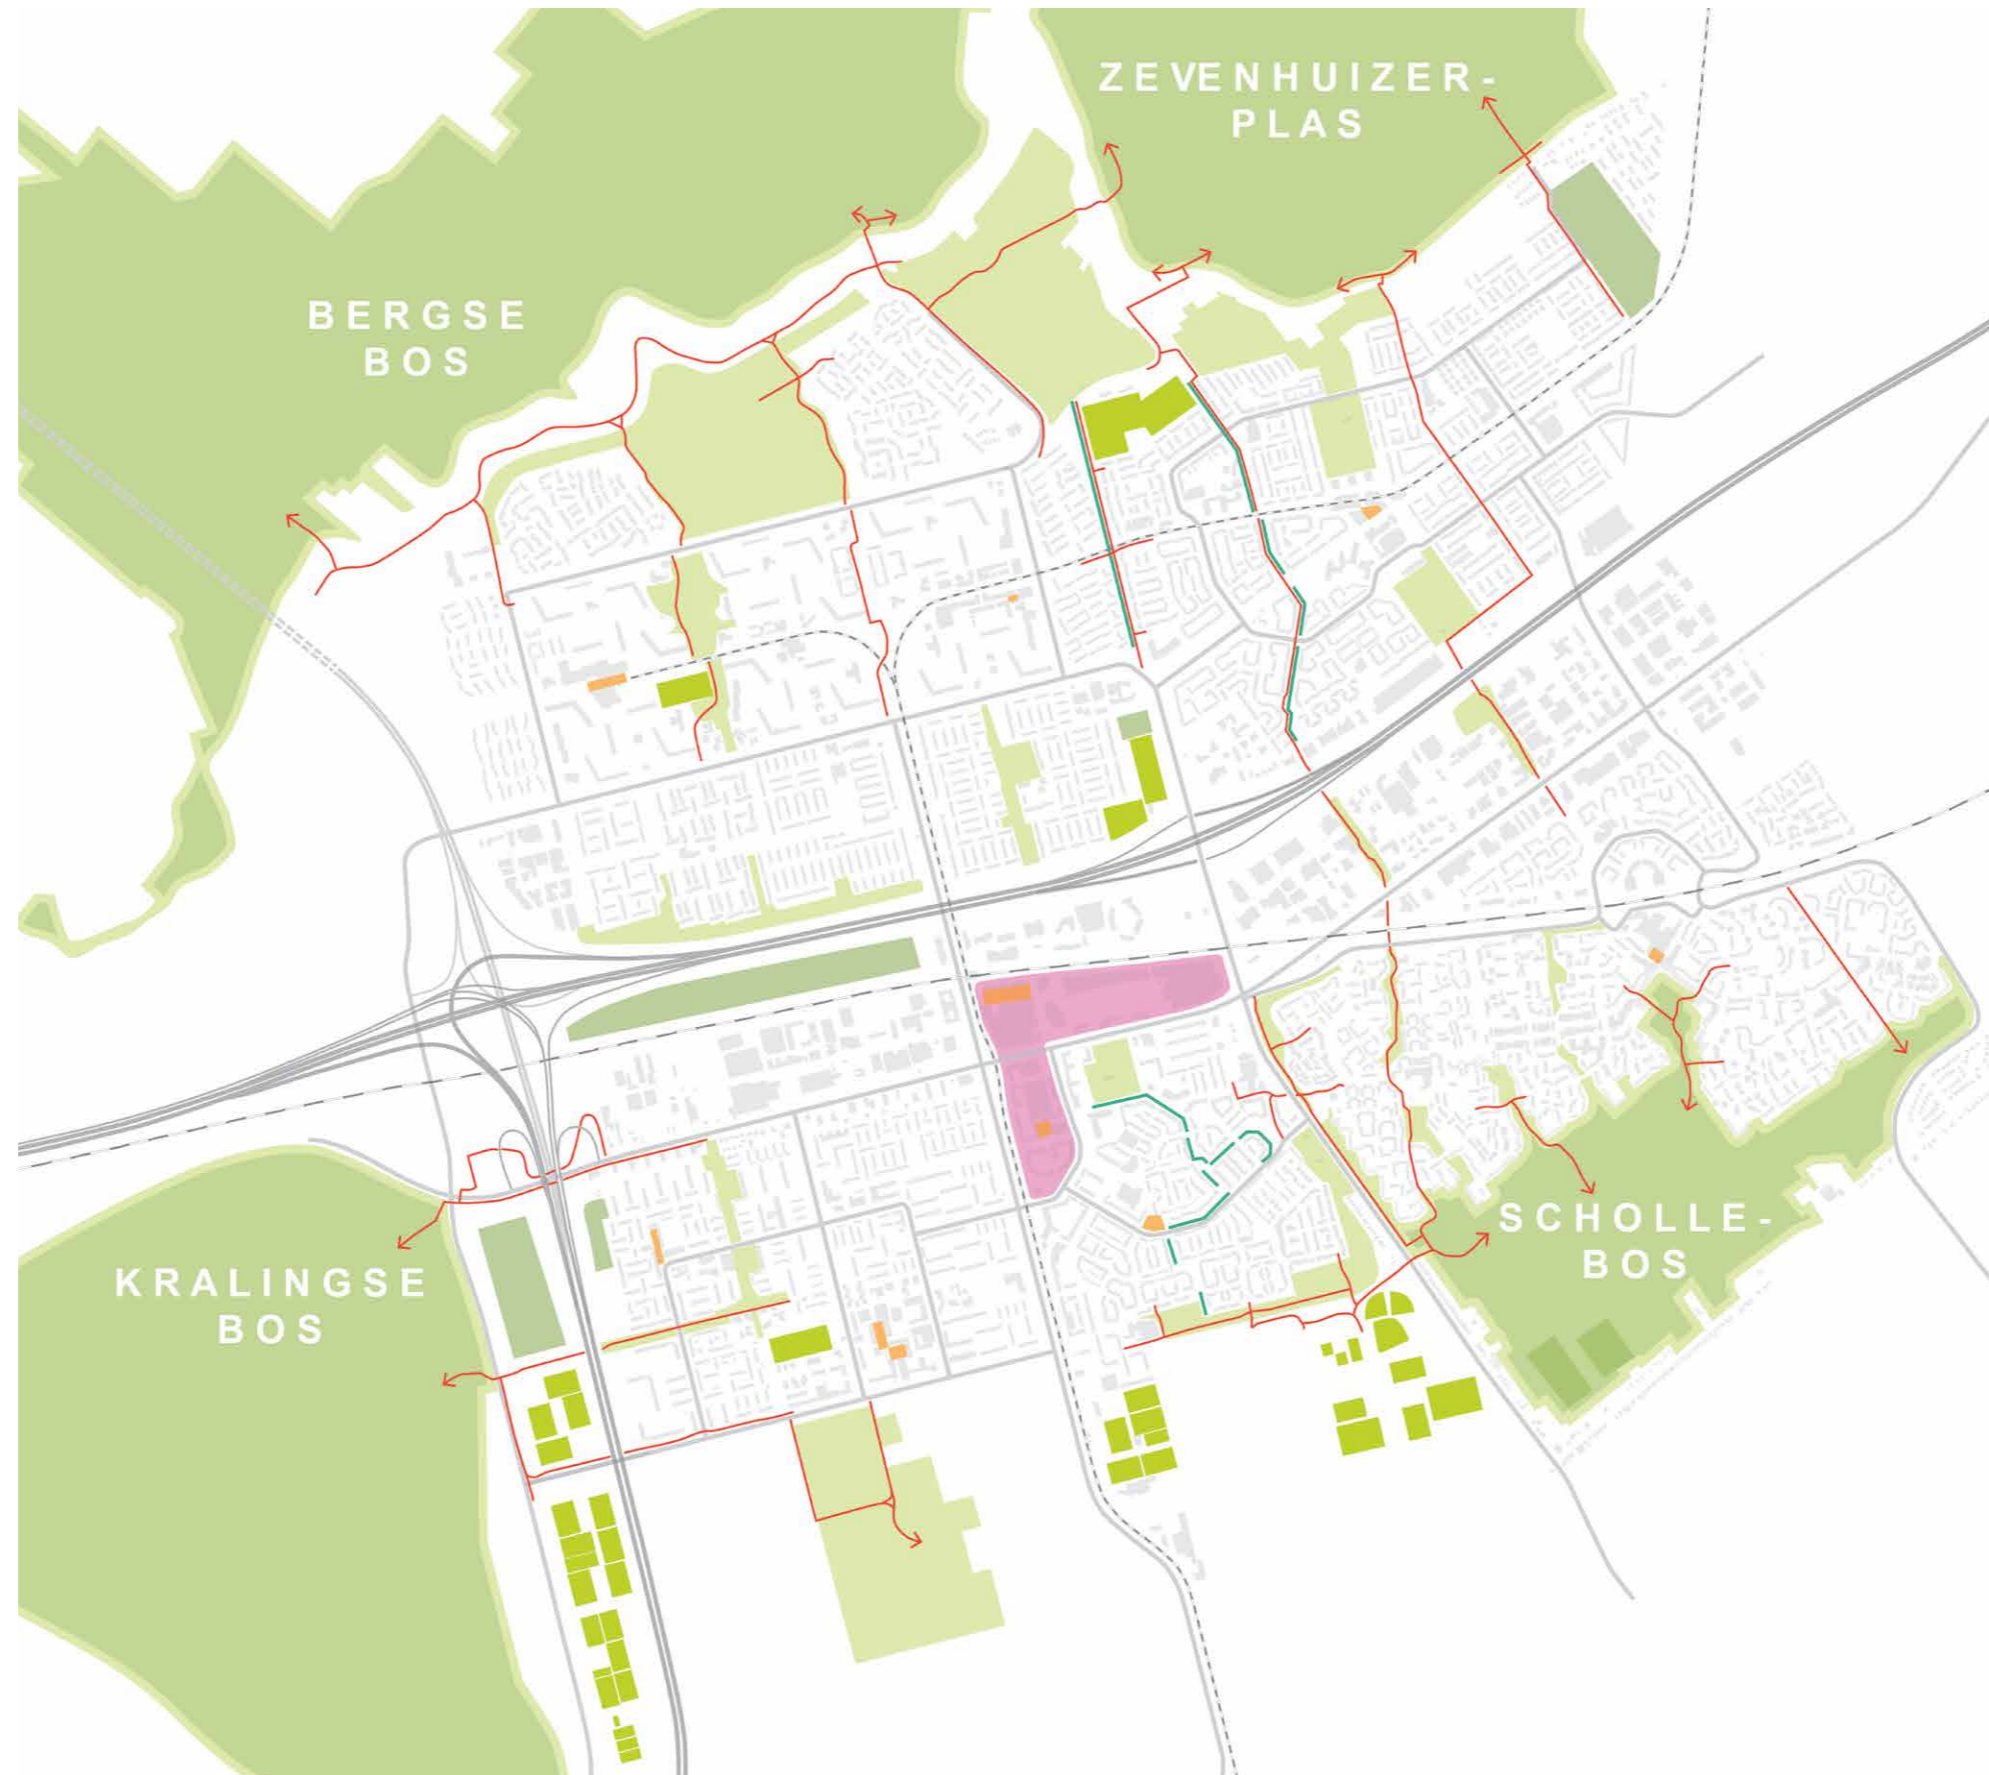 ZEVENHUIZER-
PLAS
BERGSE
BOS
SCHOLLE-
BOS
KRALINGSE
BOS